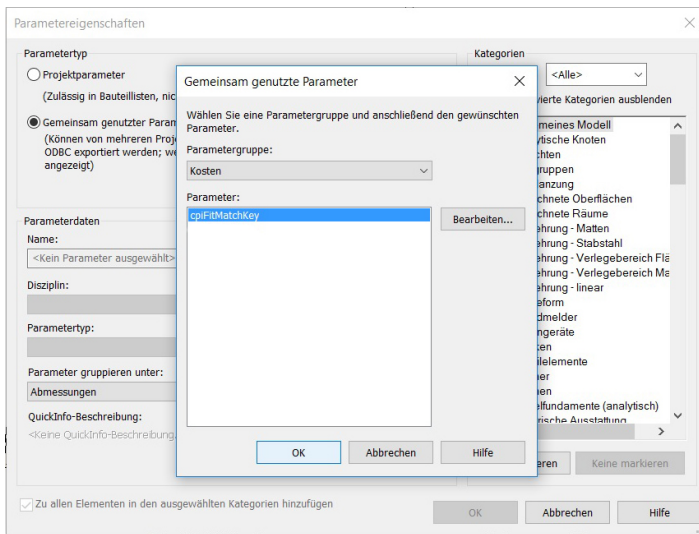 Parametereigenschaften
Parametertyp
Projektparameter
(Zulässig in Bauteillisten, nic
Gemeinsam genutzter Param
(Können von mehreren Proj
ODBC exportiert werden; we
angezeigt)
Parameterdaten
Name:
<Kein Parameter ausgewählt>
Disziplin:
Parametertyp:
Parameter gruppieren unter:
Abmessungen
QuickInfo-Beschreibung:
<Keine QuickInfo-Beschreibung.
Zu allen Elementen in den ausgewählten Kategorien hinzufügen
Gemeinsam genutzte Parameter
Wählen Sie eine Parametergruppe und anschließend den gewünschten
Parameter.
Parametergruppe:
Kosten
Parameter:
cpiFitMatchKey
Bearbeiten...
OK Abbrechen Hilfe
Kategorien
<Alle>
vierte Kategorien ausblenden
emeines Modell
ytische Knoten
chten
gruppen
anzung
chnete Oberflächen
chnete Räume
ehrung - Matten
ehrung - Stabstahl
ehrung - Verlegebereich Flä
ehrung - Verlegebereich Ma
ehrung - linear
eform
dmelder
ngeräte
ken
ilelemente
ner
nen
elfundamente (analytisch)
rische Ausstattung
eren Keine markieren
OK Abbrechen Hilfe